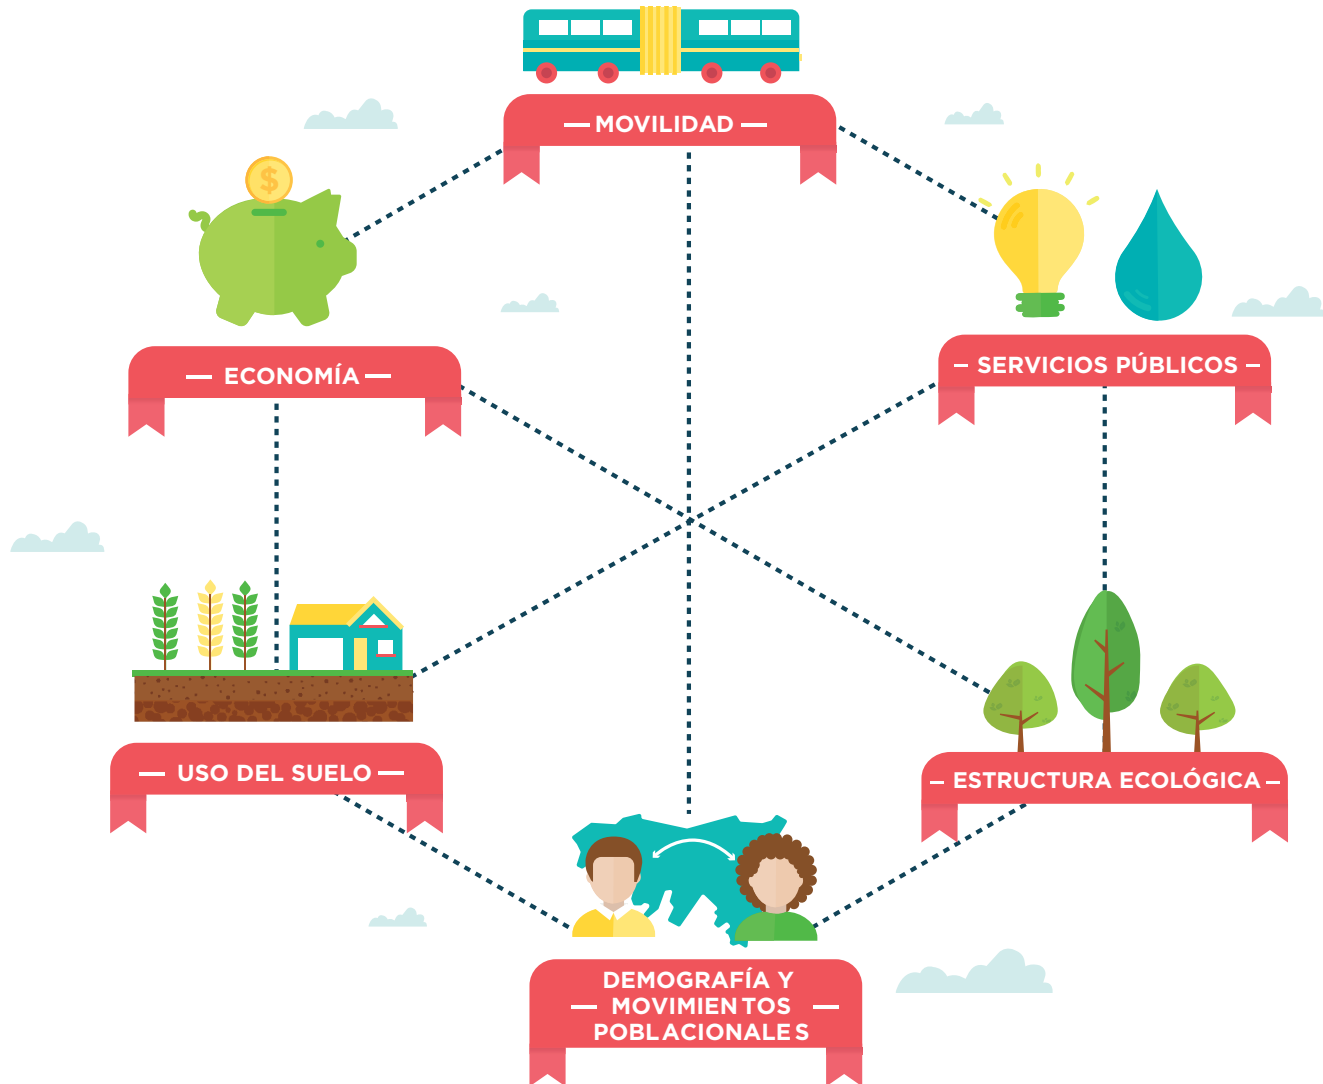 MOVILIDAD
$
ECONOMÍA
SERVICIOS PÚBLICOS
USO DEL SUELO
ESTRUCTURA ECOLÓGICA
DEMOGRAFÍA Y
MOVIMIENTOS
POBLACIONALES